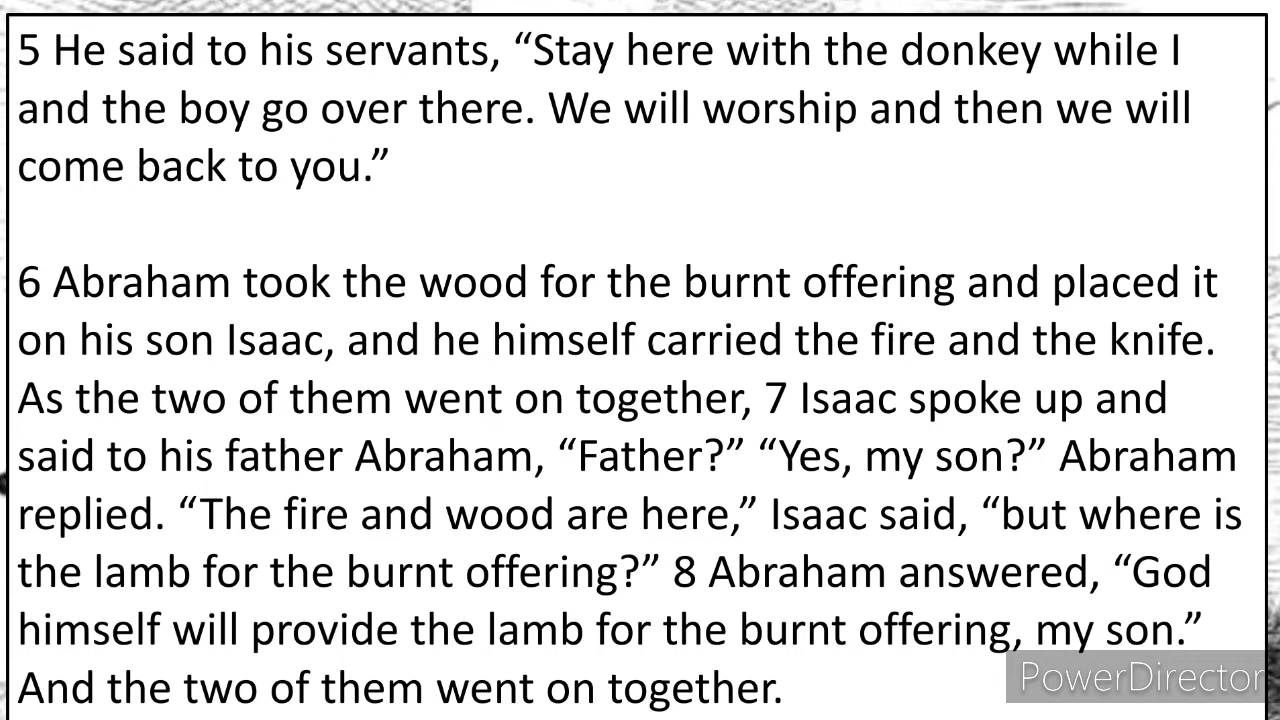 5 He said to his servants, “Stay here with the donkey while I
and the boy go over there. We will worship and then we will
come back to you.”
6 Abraham took the wood for the burnt offering and placed it
on his son Isaac, and he himself carried the fire and the knife.
As the two of them went on together, 7 Isaac spoke up and
said to his father Abraham, “Father?” “Yes, my son?” Abraham
replied. “The fire and wood are here,” Isaac said, “but where is
the lamb for the burnt offering?” 8 Abraham answered, “God
himself will provide the lamb for the burnt offering, my son.”
And the two of them went on together.
PowerDirector